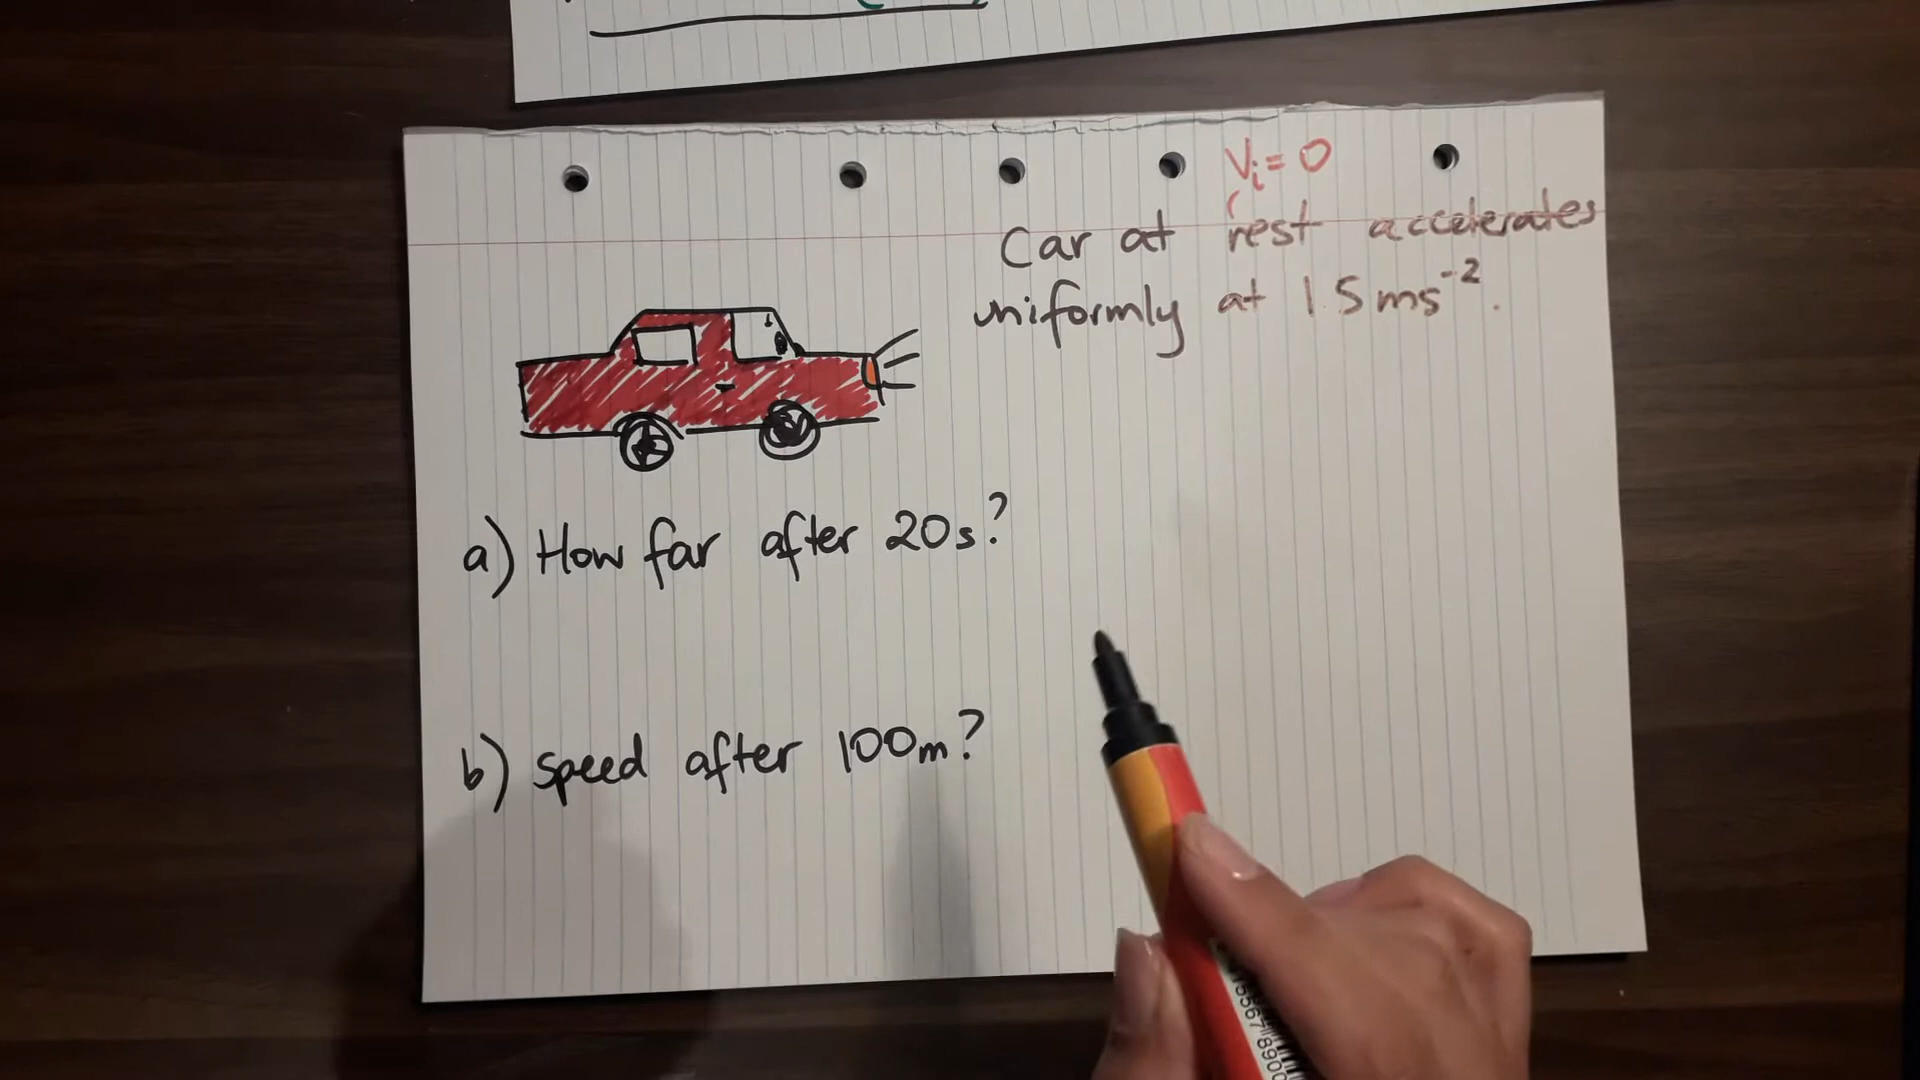 Vi = 0
Car at rest accelerates
uniformly at 1.5 ms⁻².
a) How far after 20s?
b) speed after 100m?